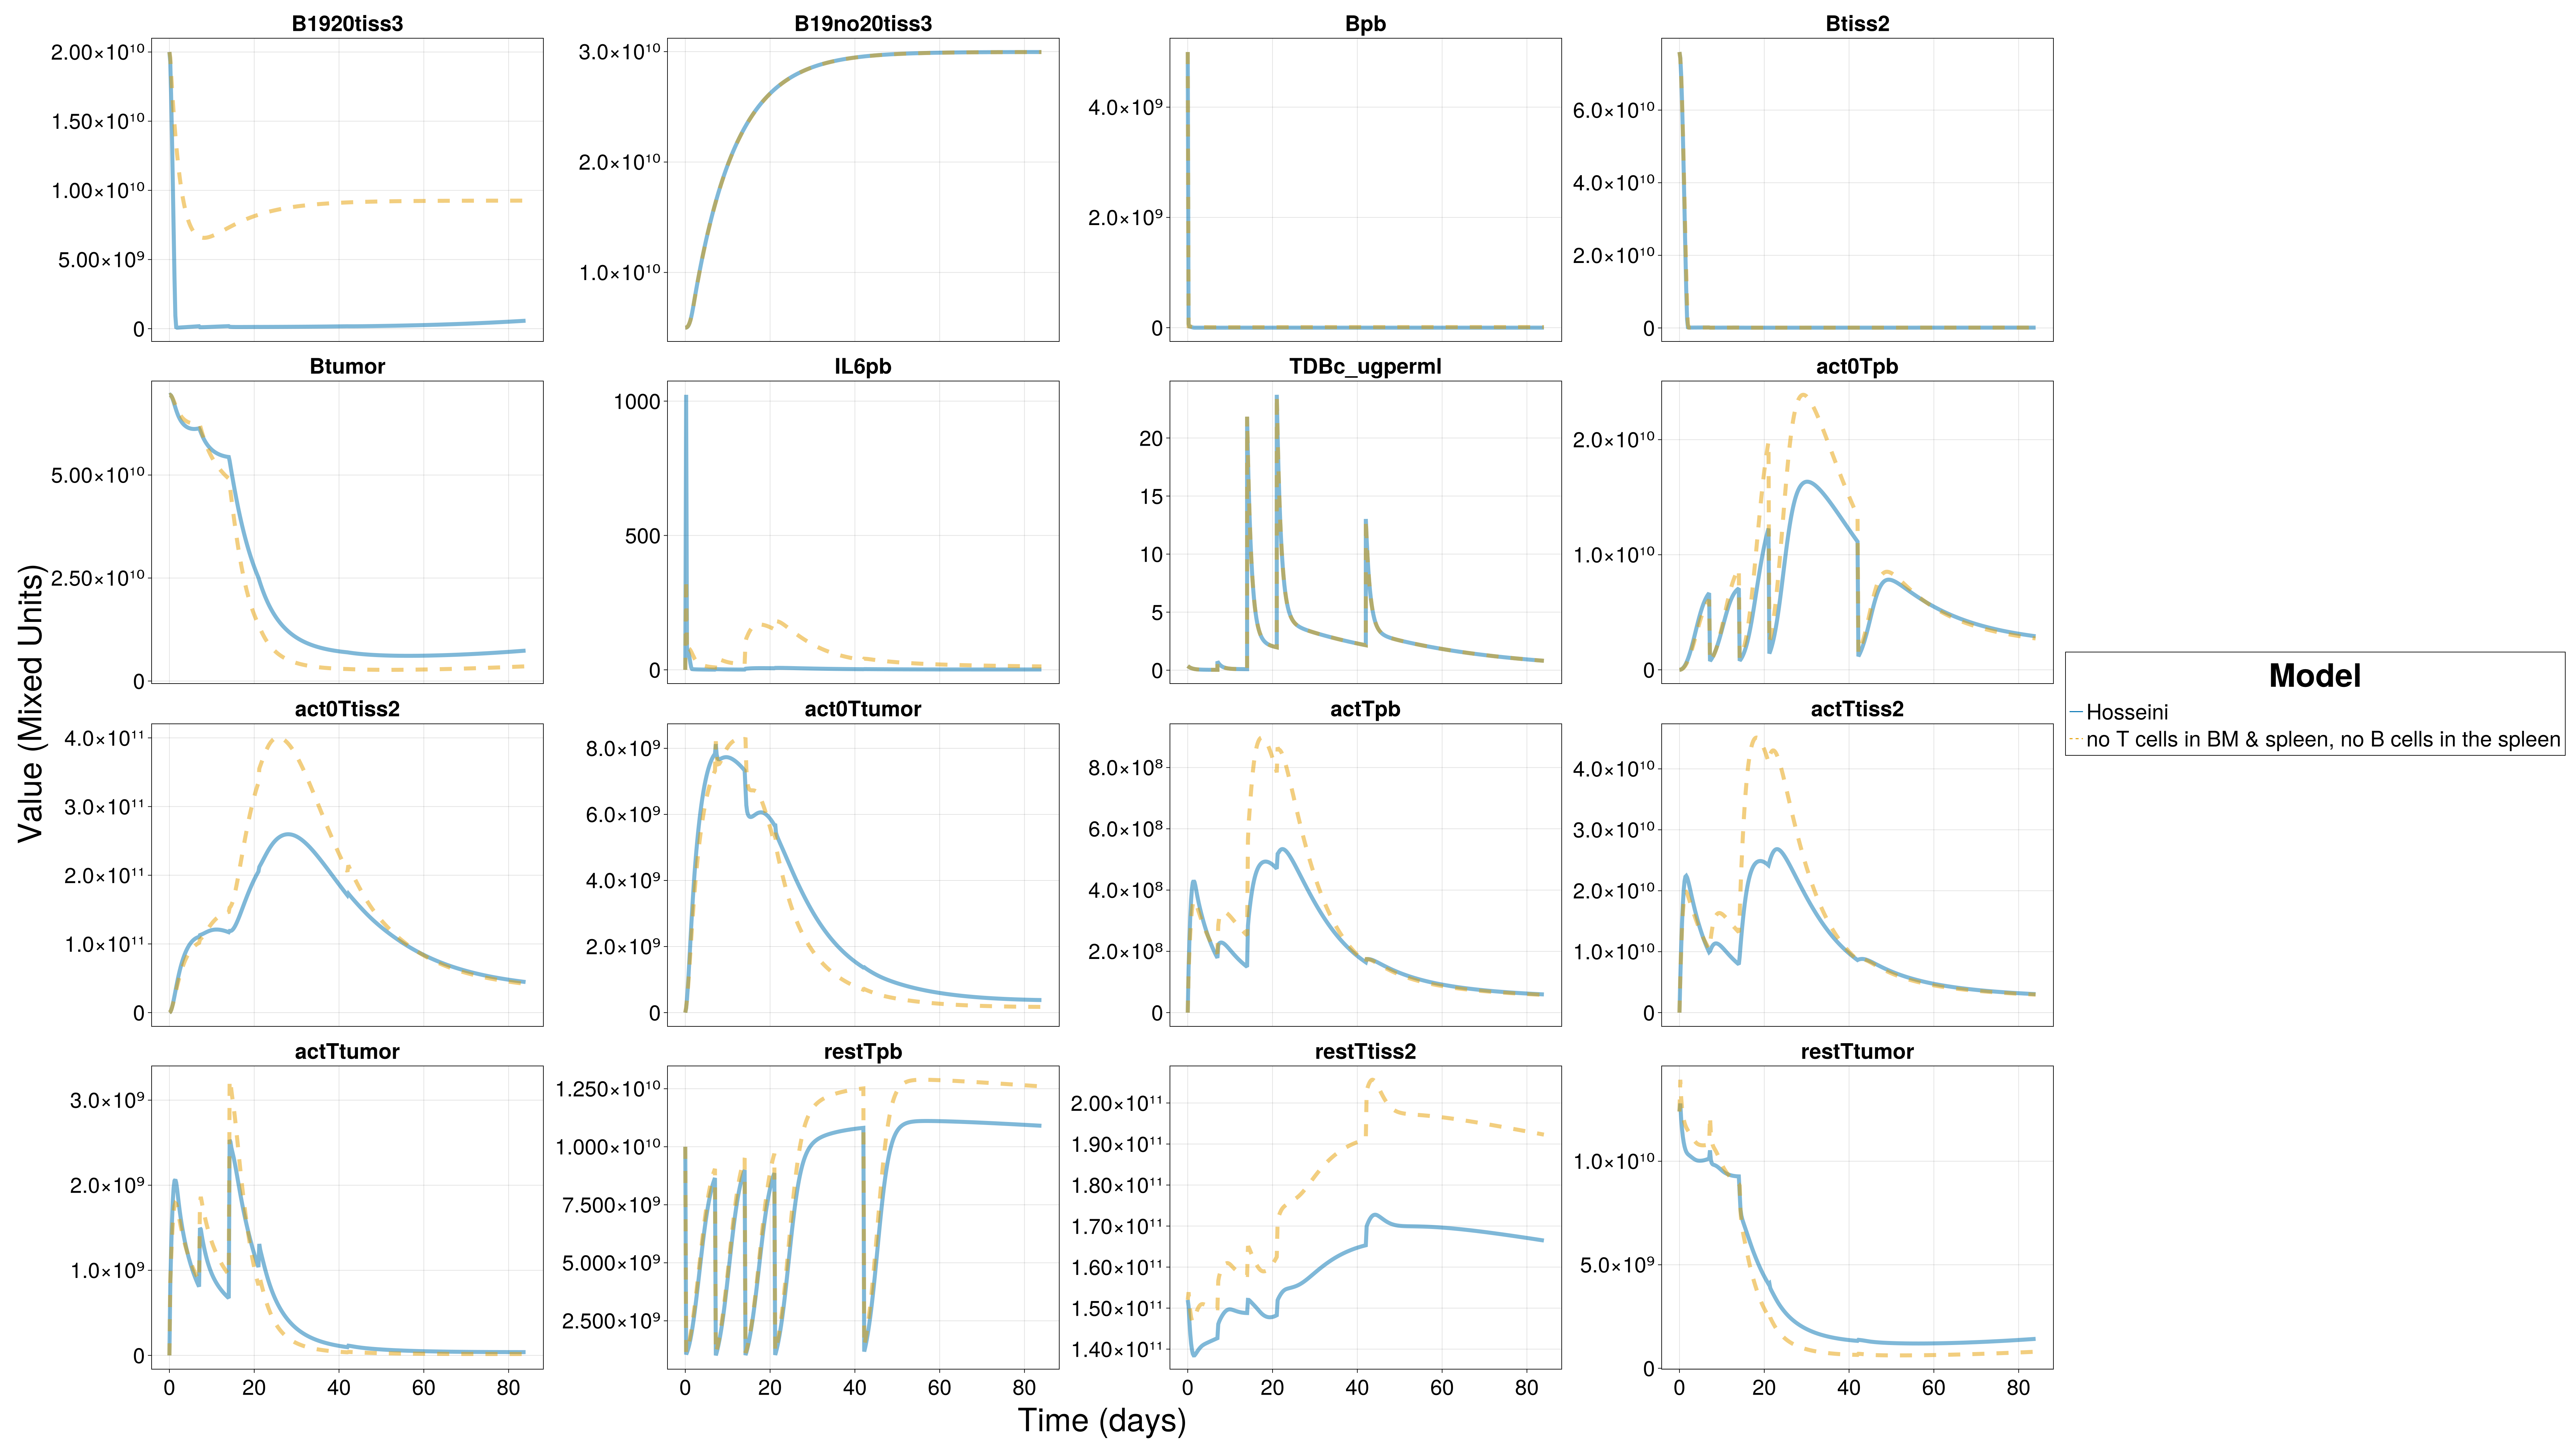 B1920tiss3
B19no20tiss3
Bpb
Btiss2
2.00×10¹⁰
1.50×10¹⁰
1.00×10¹⁰
5.00×10⁹
0
3.0×10¹⁰
2.0×10¹⁰
1.0×10¹⁰
4.0×10⁹
2.0×10⁹
0
6.0×10¹⁰
4.0×10¹⁰
2.0×10¹⁰
0
Btumor
IL6pb
TDBc_ugperml
act0Tpb
5.00×10¹⁰
2.50×10¹⁰
0
1000
500
0
20
15
10
5
0
2.0×10¹⁰
1.0×10¹⁰
0
act0Ttiss2
act0Ttumor
actTpb
actTtiss2
4.0×10¹¹
3.0×10¹¹
2.0×10¹¹
1.0×10¹¹
0
8.0×10⁹
6.0×10⁹
4.0×10⁹
2.0×10⁹
0
8.0×10⁸
6.0×10⁸
4.0×10⁸
2.0×10⁸
0
4.0×10¹⁰
3.0×10¹⁰
2.0×10¹⁰
1.0×10¹⁰
0
actTtumor
restTpb
restTtiss2
restTtumor
3.0×10⁹
2.0×10⁹
1.0×10⁹
0
1.250×10¹⁰
1.000×10¹⁰
7.500×10⁹
5.000×10⁹
2.500×10⁹
2.00×10¹¹
1.90×10¹¹
1.80×10¹¹
1.70×10¹¹
1.60×10¹¹
1.50×10¹¹
1.40×10¹¹
1.0×10¹⁰
5.0×10⁹
0
0 20 40 60 80
0 20 40 60 80
0 20 40 60 80
0 20 40 60 80
Time (days)
Value (Mixed Units)
Model
Hosseini
no T cells in BM & spleen, no B cells in the spleen